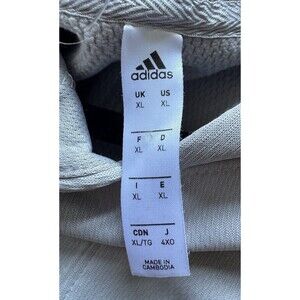 adidas
UK US
XL XL
F D
XL XL
I E
XL XL
CDN J
XL/TG 4XO
MADE IN
CAMBODIA